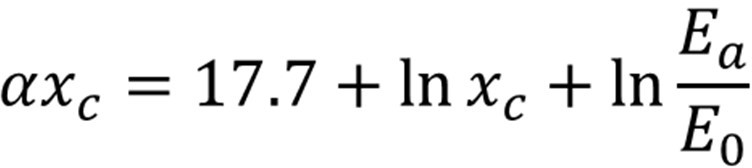 αx_c = 17.7 + ln x_c + ln E_a/E_0